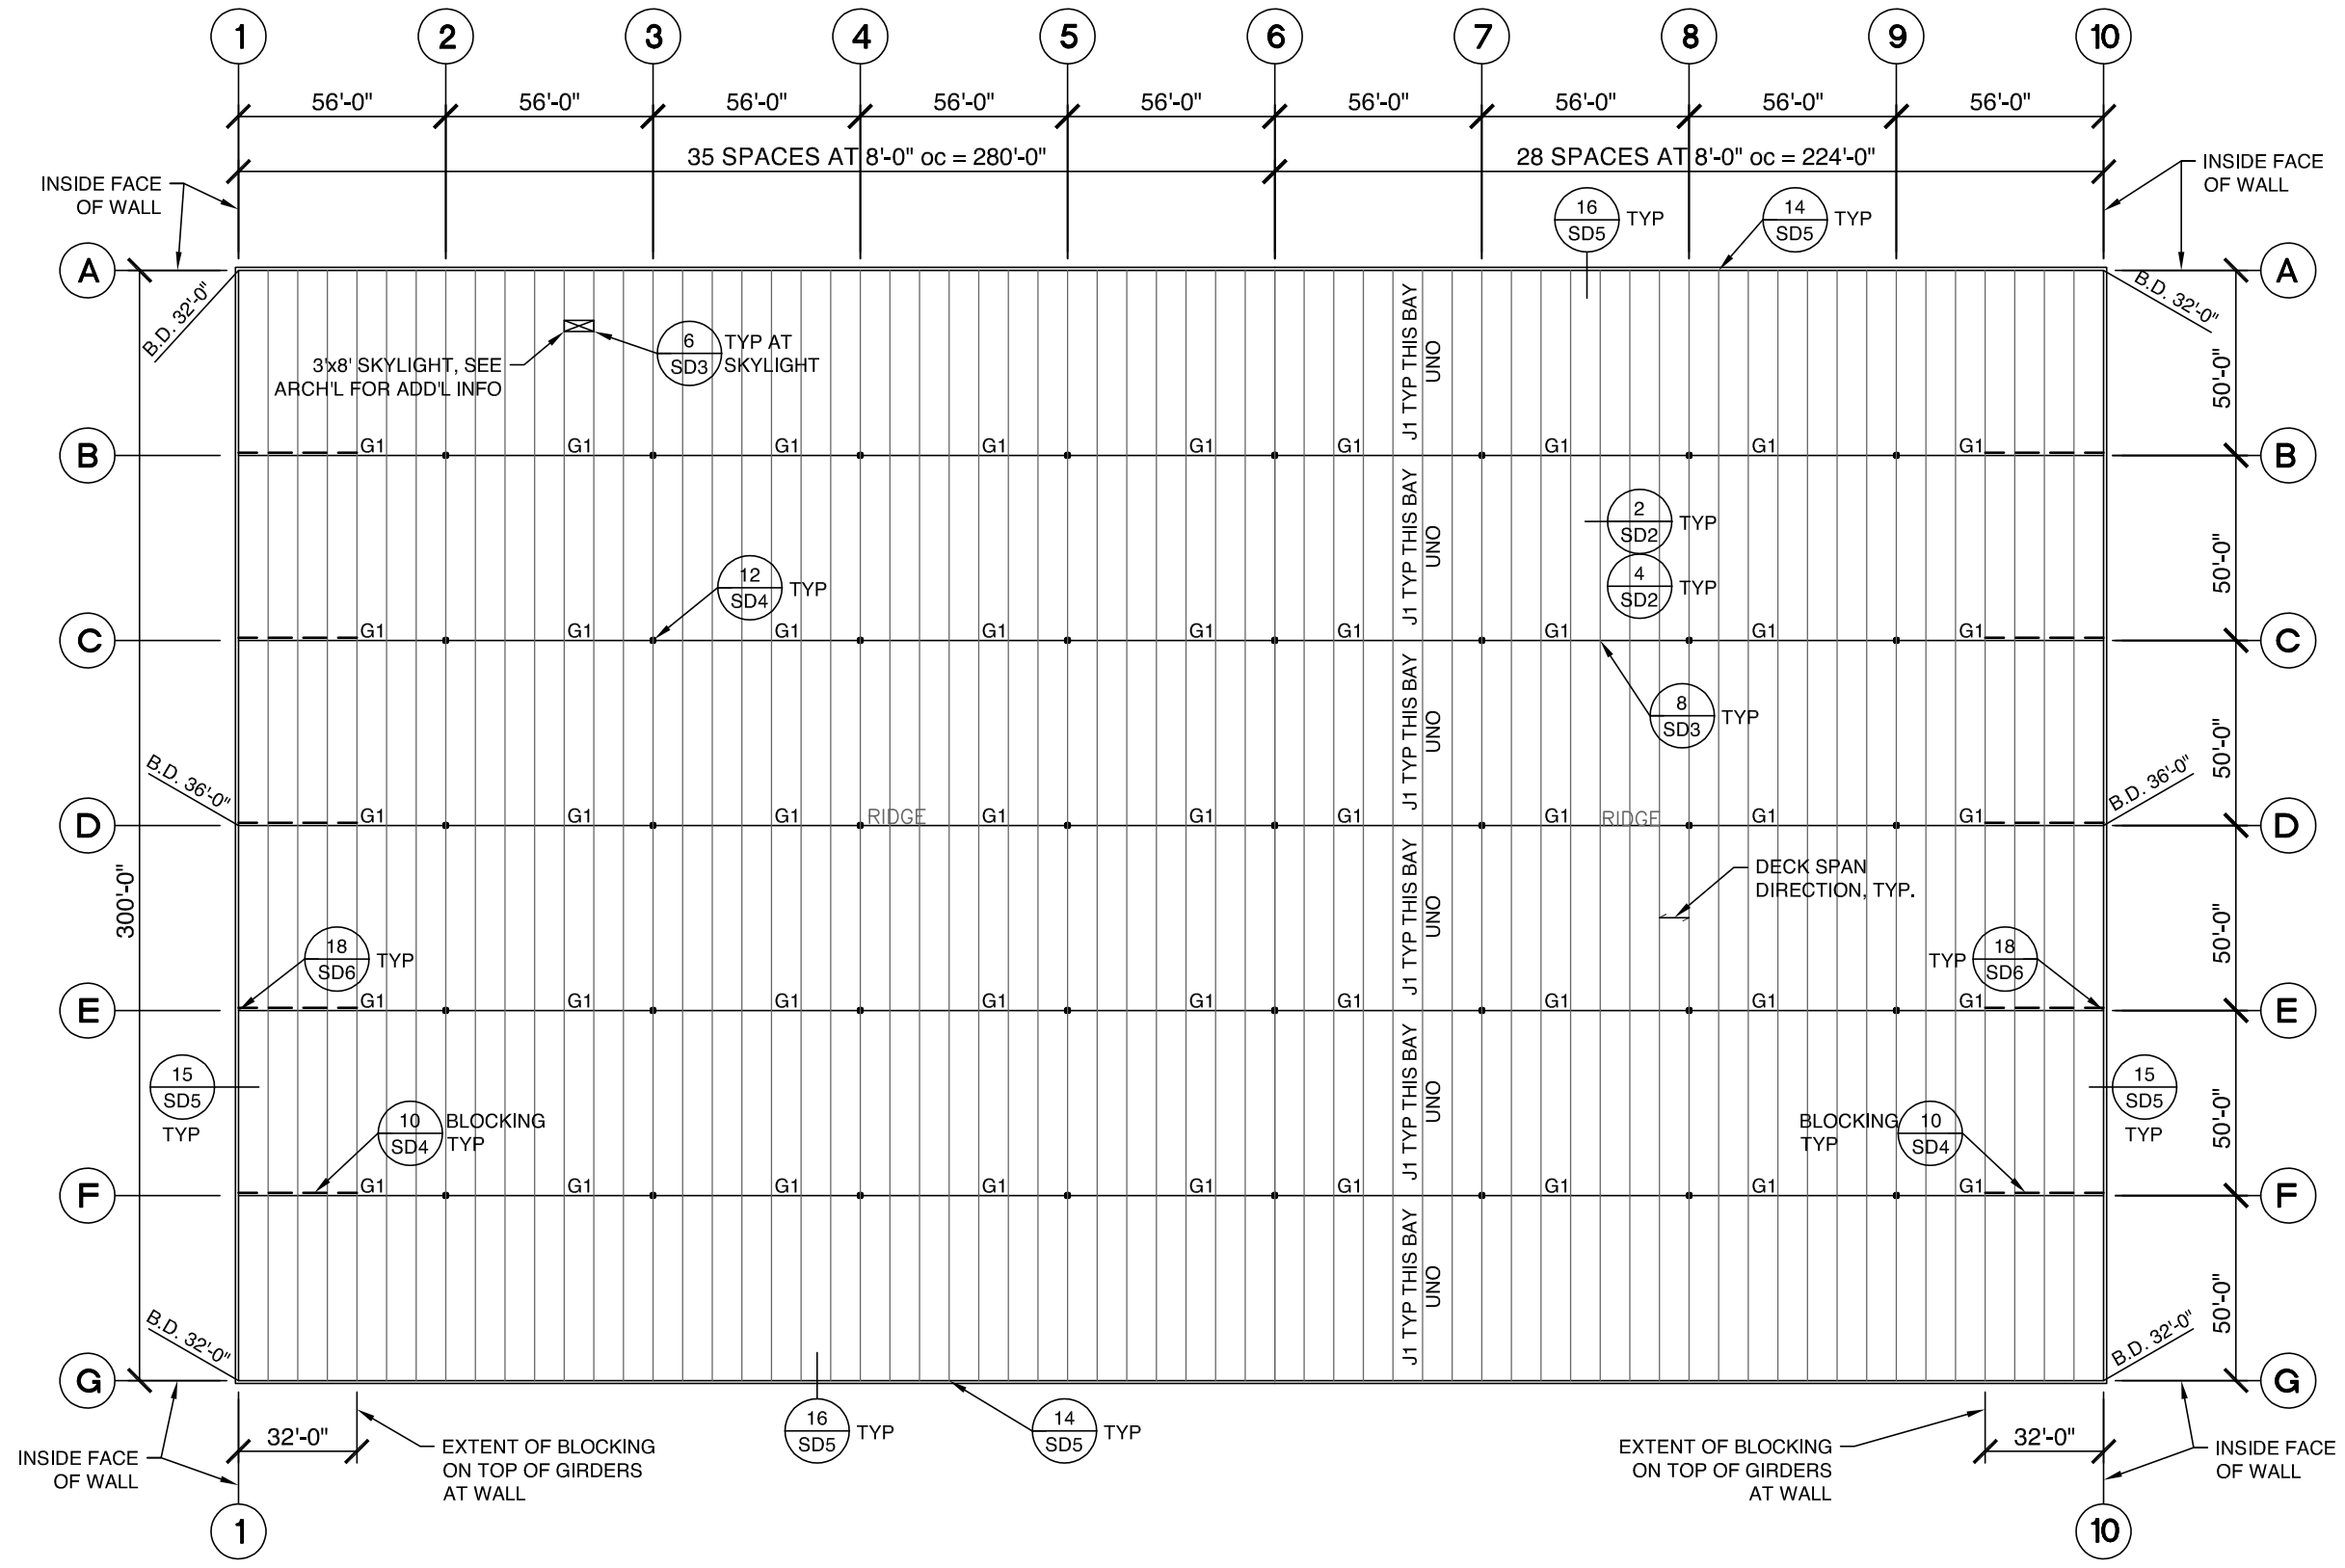 1 2 3 4 5 6 7 8 9 10
56'-0" 56'-0" 56'-0" 56'-0" 56'-0" 56'-0" 56'-0" 56'-0" 56'-0"
35 SPACES AT 8'-0" oc = 280'-0" 28 SPACES AT 8'-0" oc = 224'-0"
INSIDE FACE
OF WALL
INSIDE FACE
OF WALL
16
SD5
TYP
14
SD5
TYP
A A
B.D. 32'-0"
B.D. 32'-0"
3'x8' SKYLIGHT, SEE
ARCH'L FOR ADD'L INFO
6
SD3
TYP AT
SKYLIGHT
J1 TYP THIS BAY
UNO
50'-0"
B G1 G1 G1 G1 G1 G1 G1 G1 G1 B
2
SD2
TYP
4
SD2
TYP
12
SD4
TYP
J1 TYP THIS BAY
UNO
50'-0"
C G1 G1 G1 G1 G1 G1 G1 G1 G1 C
8
SD3
TYP
J1 TYP THIS BAY
UNO
50'-0"
B.D. 36'-0"
B.D. 36'-0"
D G1 G1 G1 RIDGE G1 G1 G1 G1 RIDGE G1 G1 D
300'-0"
DECK SPAN
DIRECTION, TYP.
J1 TYP THIS BAY
UNO
50'-0"
18
SD6
TYP
TYP
18
SD6
E G1 G1 G1 G1 G1 G1 G1 G1 G1 E
15
SD5
TYP
10
SD4
BLOCKING
TYP
J1 TYP THIS BAY
UNO
BLOCKING
TYP
10
SD4
15
SD5
TYP
50'-0"
F G1 G1 G1 G1 G1 G1 G1 G1 G1 F
J1 TYP THIS BAY
UNO
50'-0"
B.D. 32'-0"
B.D. 32'-0"
G G
16
SD5
TYP
14
SD5
TYP
32'-0"
32'-0"
INSIDE FACE
OF WALL
EXTENT OF BLOCKING
ON TOP OF GIRDERS
AT WALL
EXTENT OF BLOCKING
ON TOP OF GIRDERS
AT WALL
INSIDE FACE
OF WALL
1 10